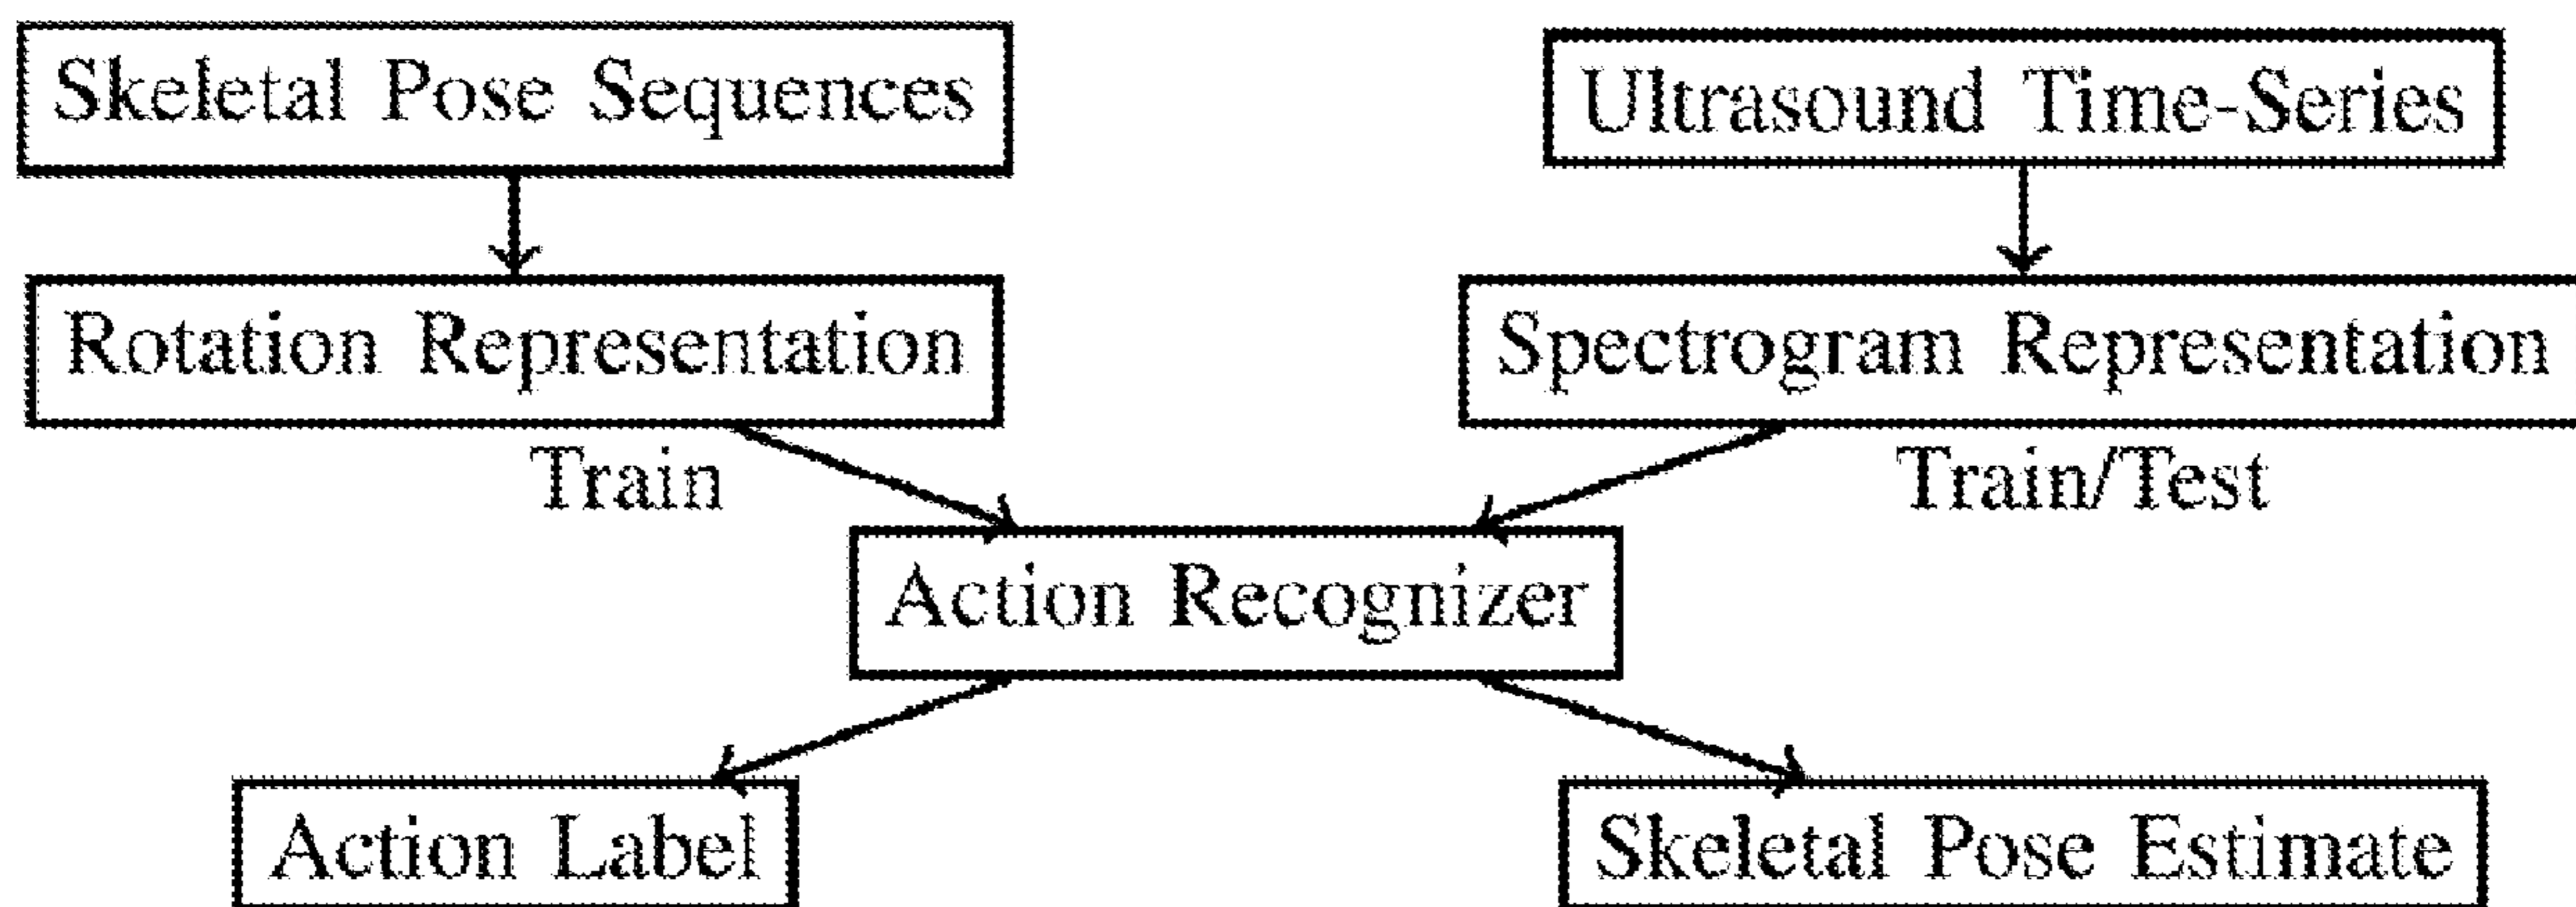 Skeletal Pose Sequences
Ultrasound Time-Series
Rotation Representation
Spectrogram Representation
Train
Train/Test
Action Recognizer
Action Label
Skeletal Pose Estimate